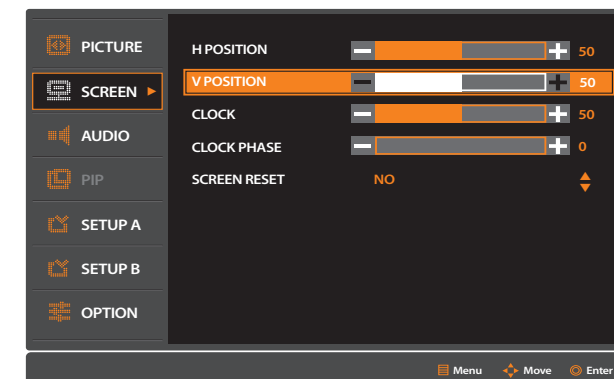 PICTURE
SCREEN
AUDIO
PIP
SETUP A
SETUP B
OPTION
H POSITION 50
V POSITION 50
CLOCK 50
CLOCK PHASE 0
SCREEN RESET NO
Menu Move Enter